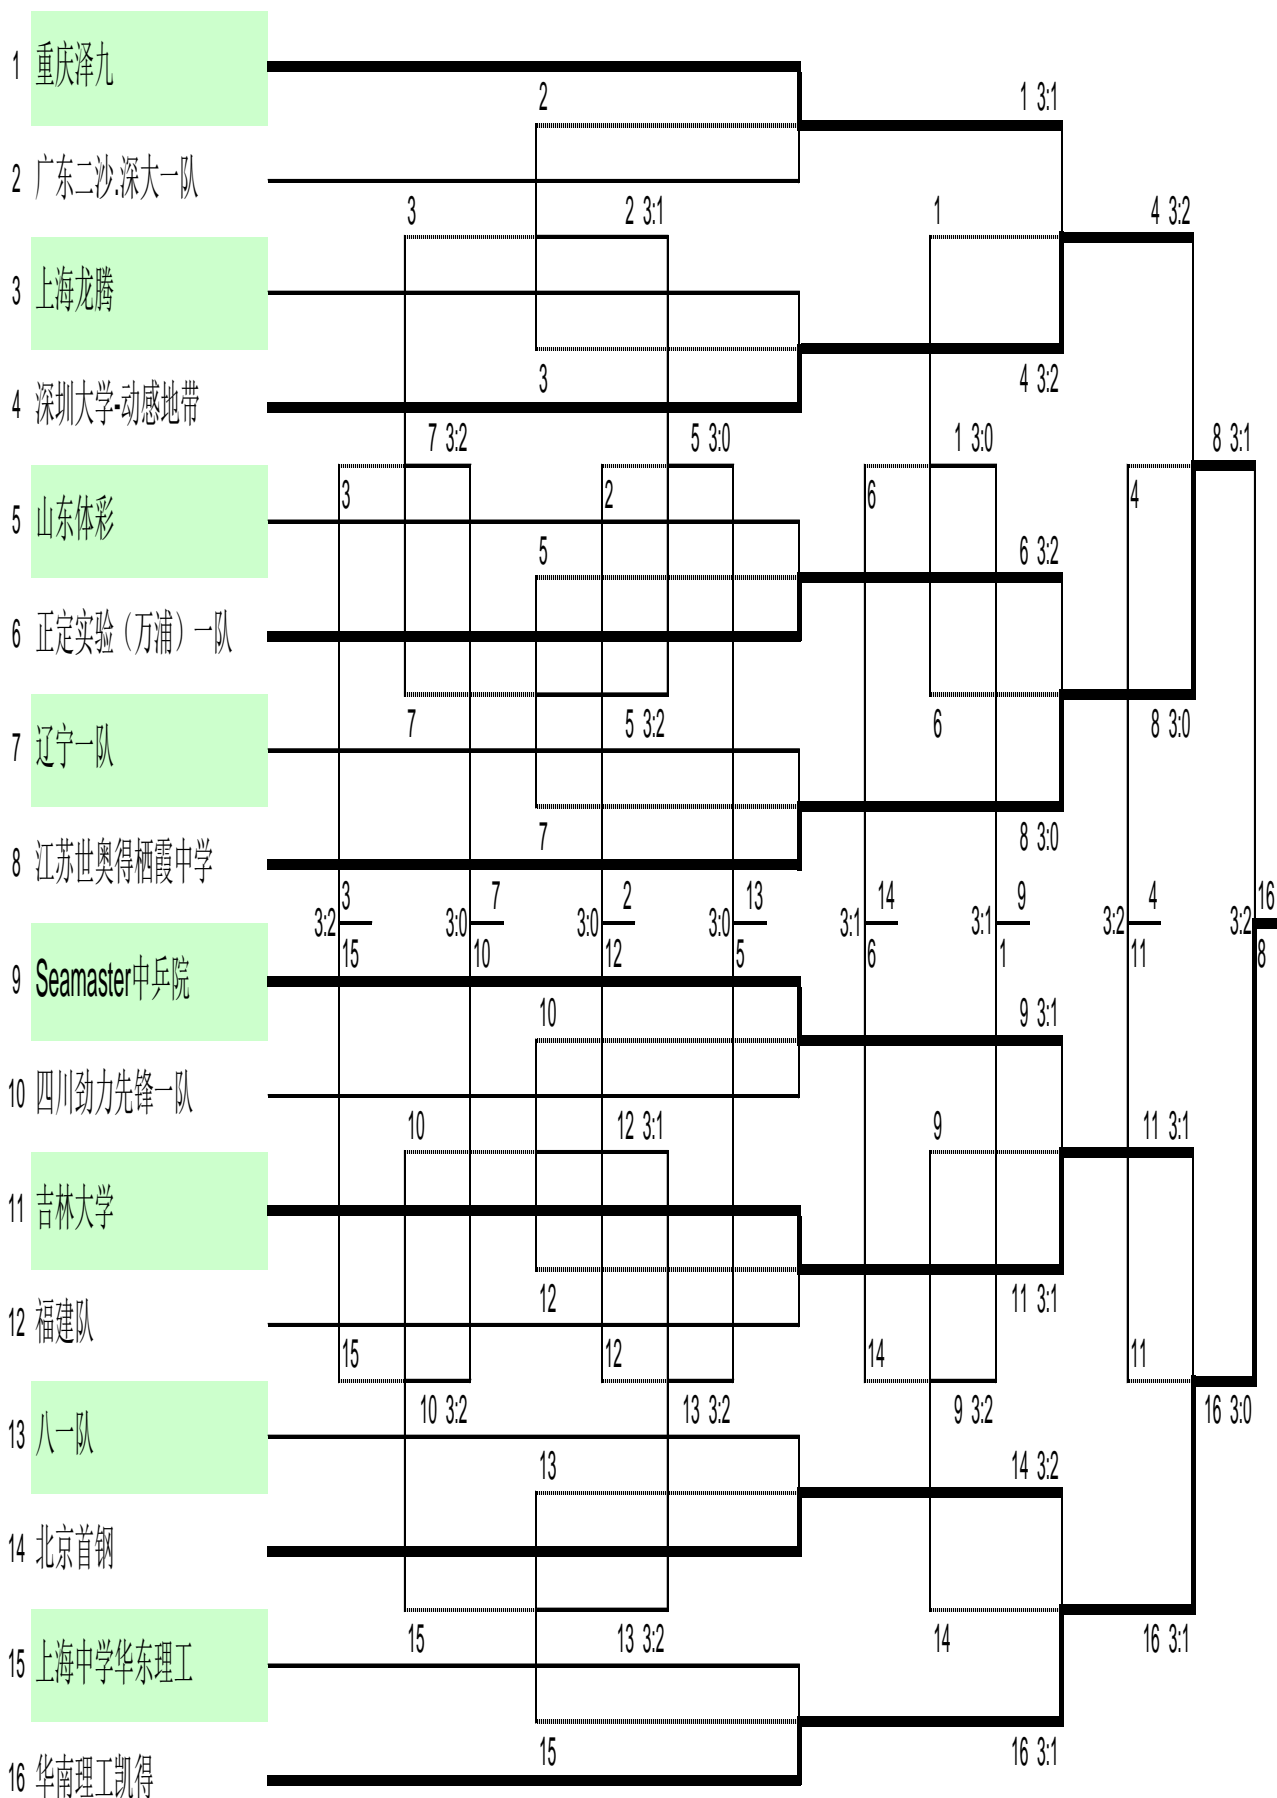 1 重庆泽九
2 1 3:1
2 广东二沙.深大一队
3 2 3:1 1 4 3:2
3 上海龙腾
3 4 3:2
4 深圳大学-动感地带
7 3:2 5 3:0 1 3:0 8 3:1
3 2 6 4
5 山东体彩
5 6 3:2
6 正定实验（万浦）一队
7 5 3:2 6 8 3:0
7 辽宁一队
7 8 3:0
8 江苏世奥得栖霞中学
3 7 2 13 14 9 4 16
3:2 3:0 3:0 3:0 3:1 3:1 3:2 3:2
15 10 12 5 6 1 11 8
9 Seamaster中乒院
10 9 3:1
10 四川劲力先锋一队
10 12 3:1 9 11 3:1
11 吉林大学
12 11 3:1
12 福建队
15 12 14 11
10 3:2 13 3:2 9 3:2 16 3:0
13 八一队
13 14 3:2
14 北京首钢
15 13 3:2 14 16 3:1
15 上海中学华东理工
15 16 3:1
16 华南理工凯得